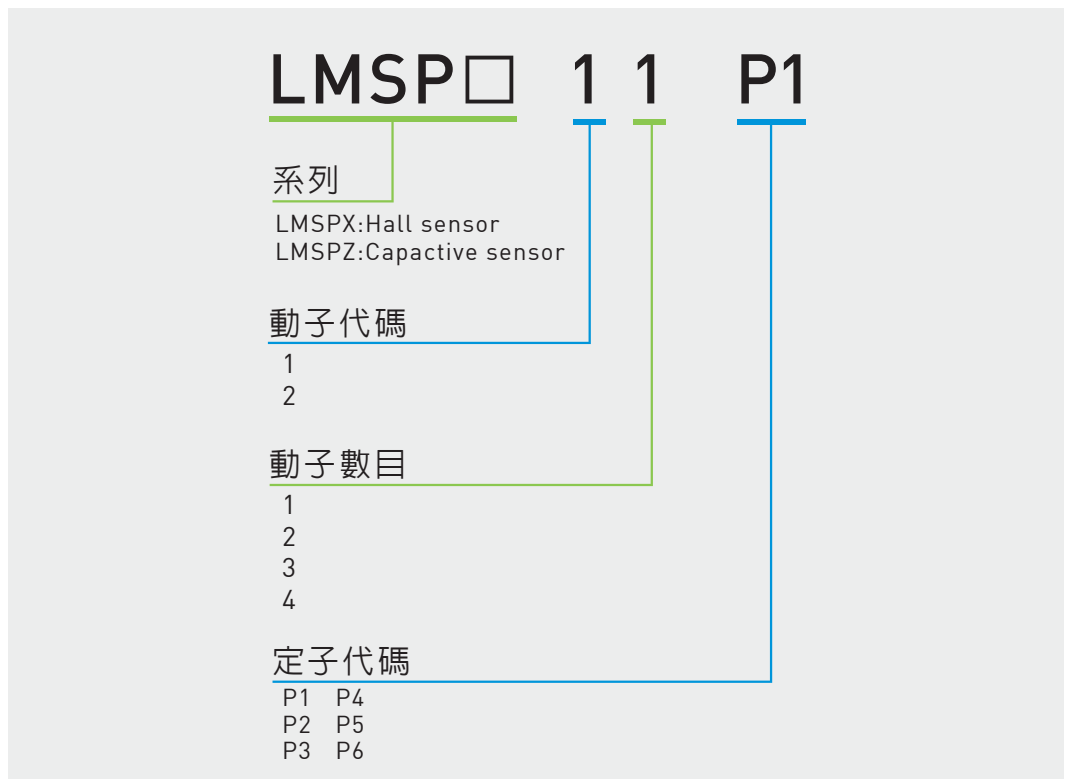 LMSP□ 1 1 P1
系列
LMSPX:Hall sensor
LMSPZ:Capactive sensor
動子代碼
1
2
動子數目
1
2
3
4
定子代碼
P1 P4
P2 P5
P3 P6